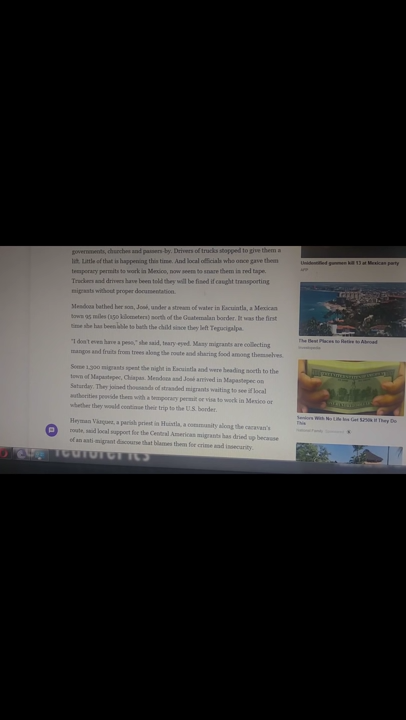 governments, churches and passers-by. Drivers of trucks stopped to give them a
lift. Little of that is happening this time. And local officials who once gave them
temporary permits to work in Mexico, now seem to snare them in red tape.
Truckers and drivers have been told they will be fined if caught transporting
migrants without proper documentation.
Mendoza bathed her son, José, under a stream of water in Escuintla, a Mexican
town 95 miles (150 kilometers) north of the Guatemalan border. It was the first
time she has been able to bath the child since they left Tegucigalpa.
"I don't even have a peso," she said, teary-eyed. Many migrants are collecting
mangos and fruits from trees along the route and sharing food among themselves.
Some 1,300 migrants spent the night in Escuintla and were heading north to the
town of Mapastepec, Chiapas. Mendoza and José arrived in Mapastepec on
Saturday. They joined thousands of stranded migrants waiting to see if local
authorities provide them with a temporary permit or visa to work in Mexico or
whether they would continue their trip to the U.S. border.
Heyman Vázquez, a parish priest in Huixtla, a community along the caravan's
route, said local support for the Central American migrants has dried up because
of an anti-migrant discourse that blames them for crime and insecurity.
Unidentified gunmen kill 13 at Mexican party
AFP
The Best Places to Retire to Abroad
Seniors With No Life Ins Get $250k If They Do
This